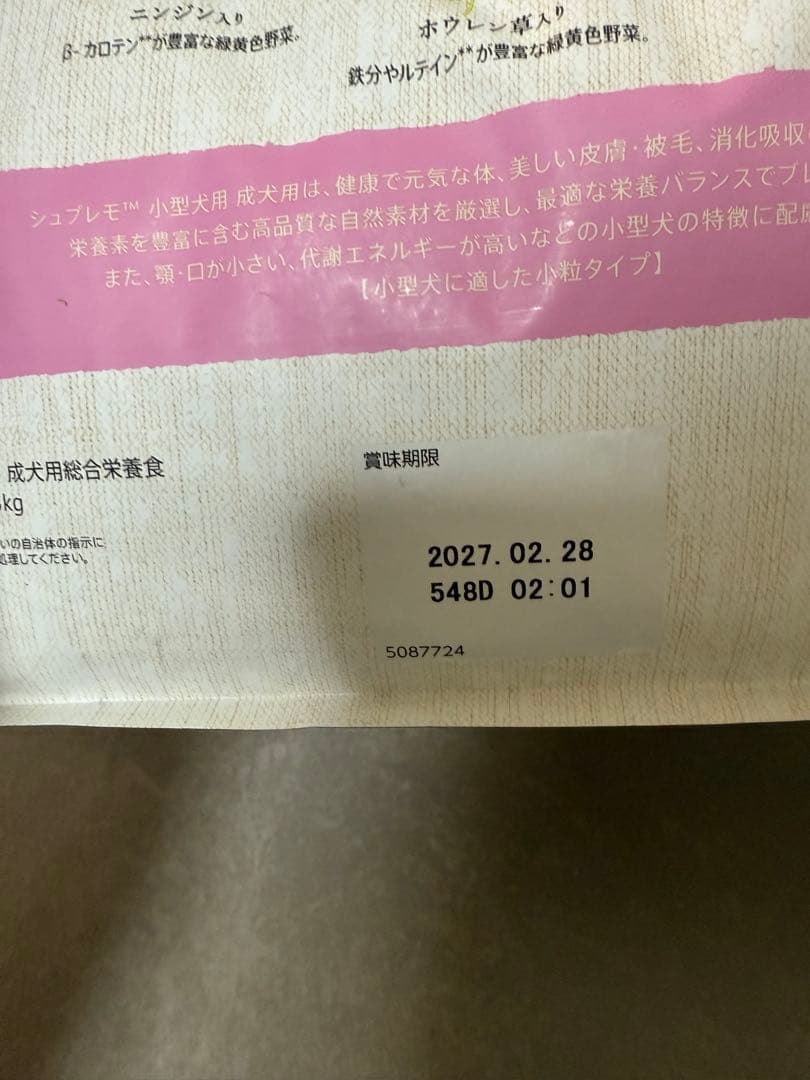 ニンジン入り
β-カロテン**が豊富な緑黄色野菜。
ホウレン草入り
鉄分やルテイン**が豊富な緑黄色野菜。
シュプレモ™ 小型犬用 成犬用は、健康で元気な体、美しい皮膚・被毛、消化吸収
栄養素を豊富に含む高品質な自然素材を厳選し、最適な栄養バランスでブレ
また、顎・口が小さい、代謝エネルギーが高いなどの小型犬の特徴に配慮
【小型犬に適した小粒タイプ】
成犬用総合栄養食
kg
いの自治体の指示に
処理してください。
賞味期限
2027.02.28
548D 02:01
5087724